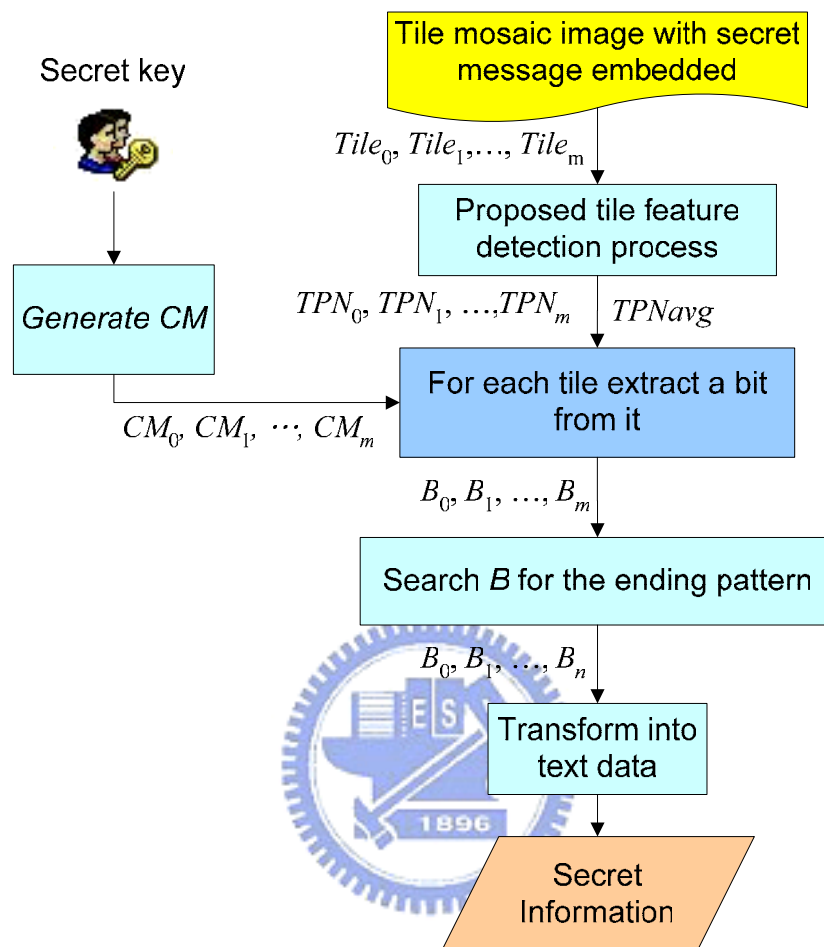 Tile mosaic image with secret
message embedded
Secret key
Tile₀, Tile₁,…, Tileₘ
Proposed tile feature
detection process
Generate CM
TPN₀, TPN₁, …,TPNₘ
TPNavg
For each tile extract a bit
from it
CM₀, CM₁, ⋯, CMₘ
B₀, B₁, …, Bₘ
Search B for the ending pattern
B₀, B₁, …, Bₙ
ES
Transform into
text data
1896
Secret
Information